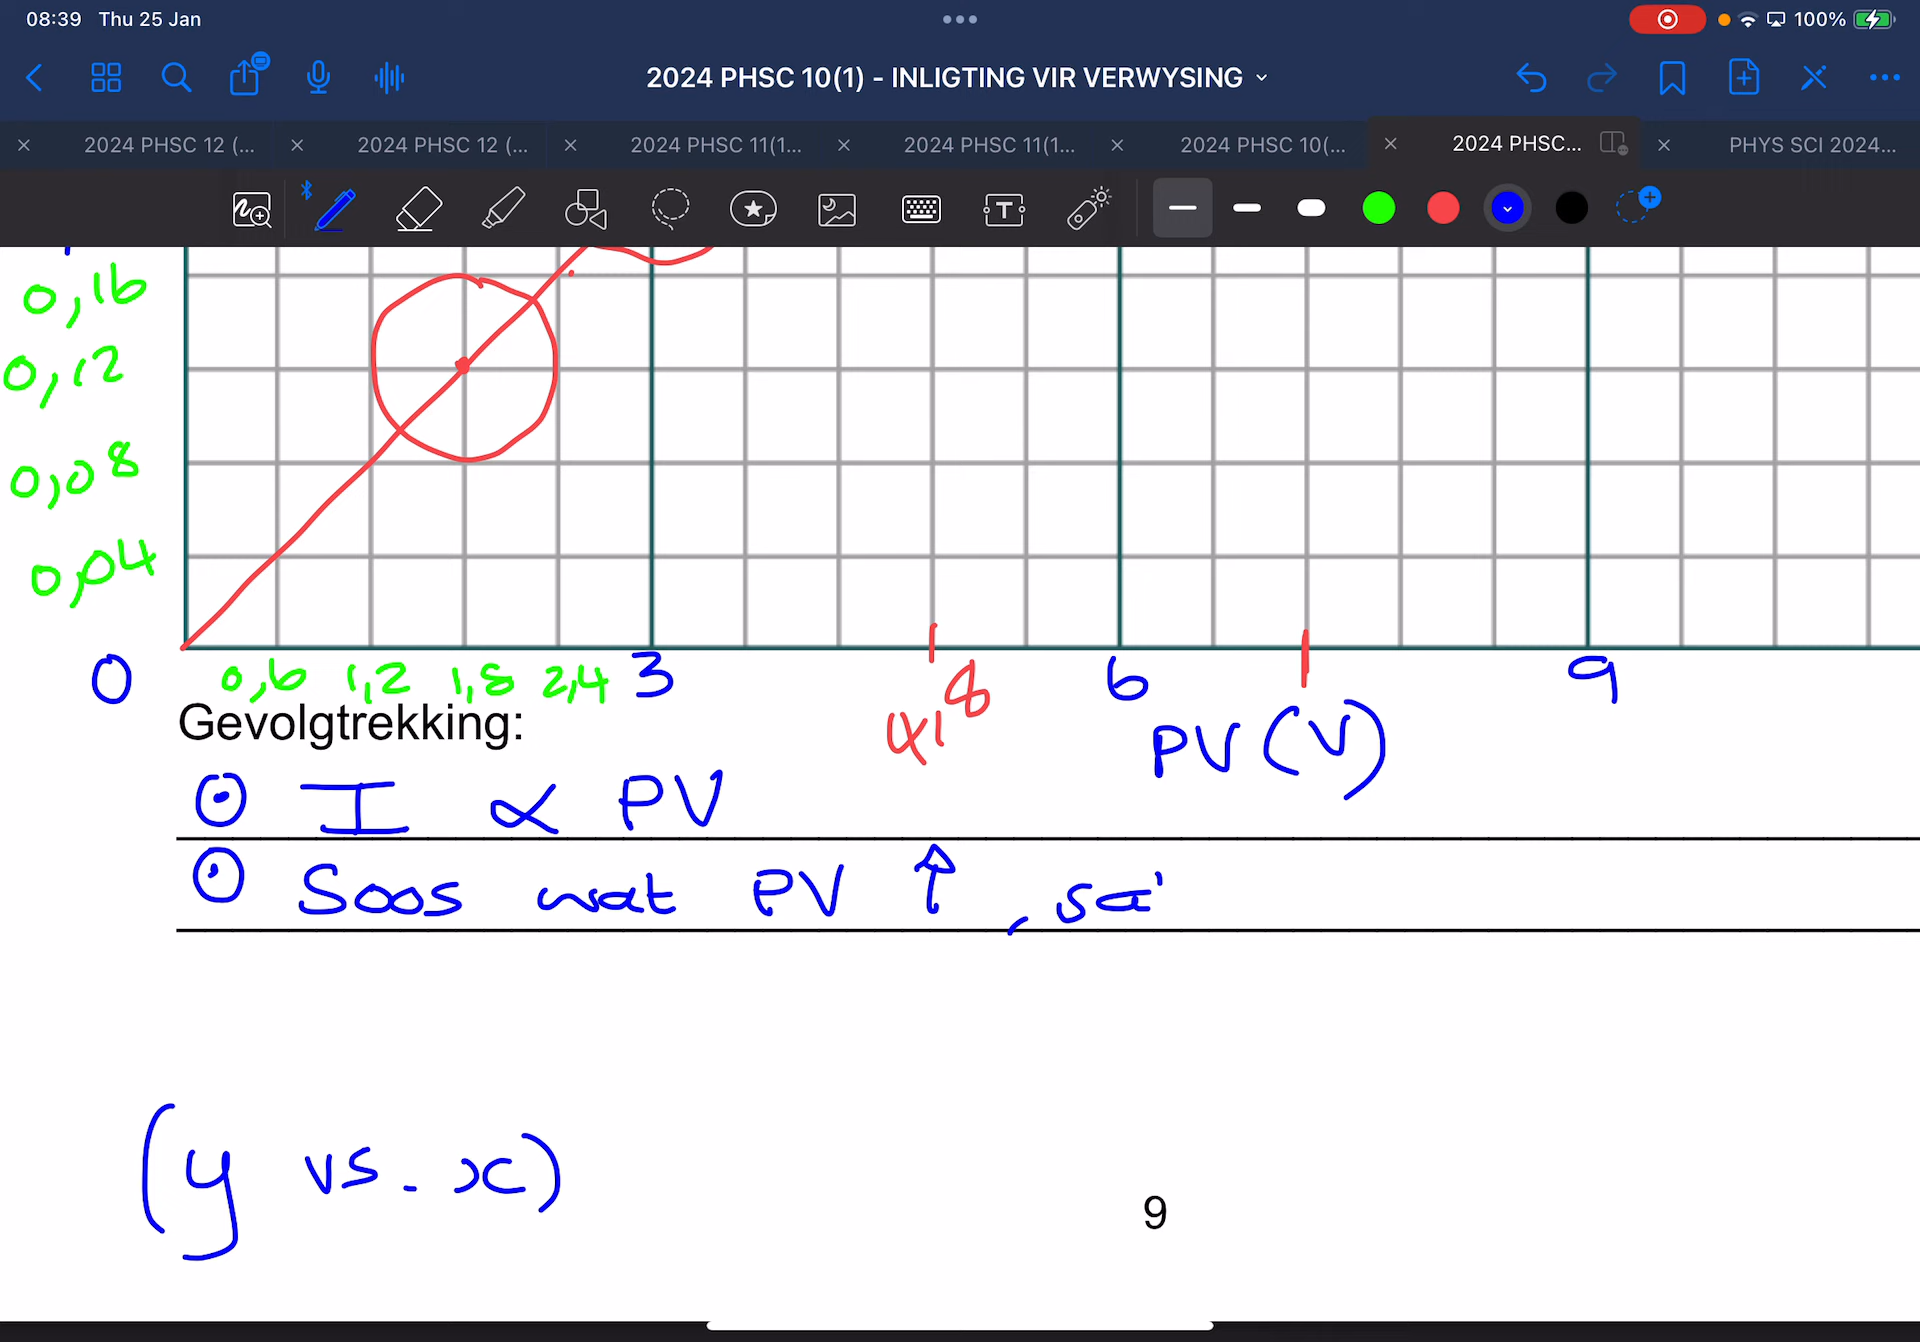 08:39 Thu 25 Jan
100%
2024 PHSC 10(1) - INLIGTING VIR VERWYSING
2024 PHSC 12 (...
2024 PHSC 12 (...
2024 PHSC 11(1...
2024 PHSC 11(1...
2024 PHSC 10(...
2024 PHSC...
PHYS SCI 2024...
0,16
0,12
0,08
0,04
0 0,6 1,2 1,8 2,4 3 4,8 6 9
Gevolgtrekking:
PV (V)
I ∝ PV
Soos wat PV ↑, sa'
(y vs. x)
9